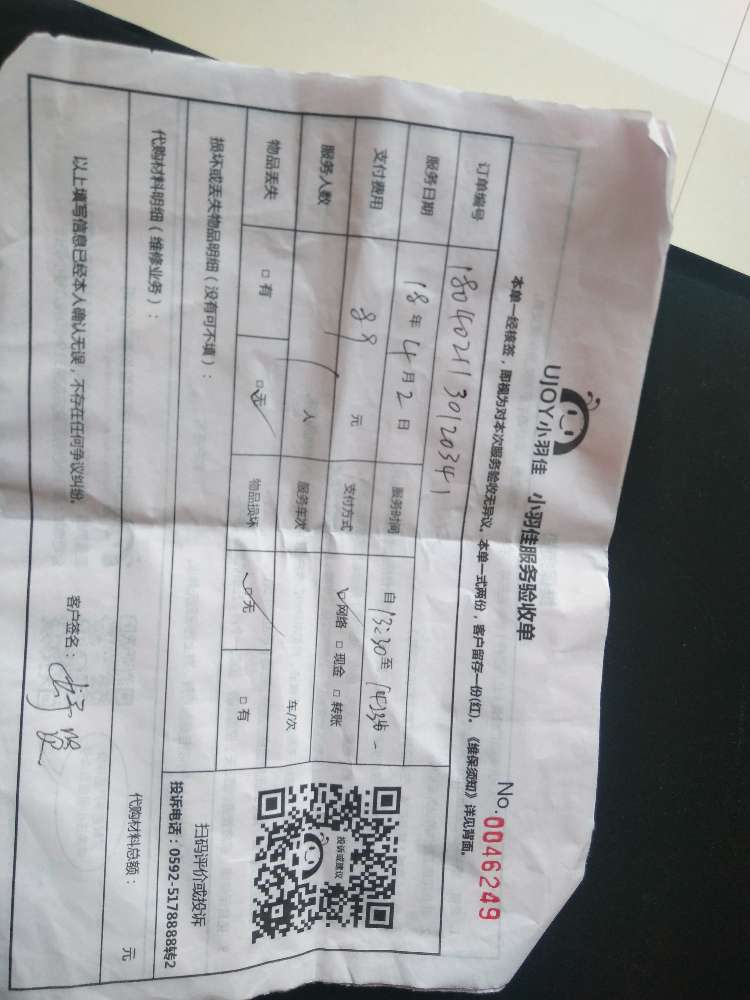 UJOY小羽佳 小羽佳服务验收单
No.0046249
本单一经核签，即视为对本次服务验收无异议。本单一式两份，客户留存一份(红)。《维保须知》详见背面。
订单编号 1804021130120341
服务日期 18年4月2日 服务时间 自13:30至
支付费用 元 支付方式 ☑网络 □现金 □转账
服务人数 1人 服务车次 车/次
物品丢失 □有 ☑无 物品损坏 ☑无 □有
损坏或丢失物品明细（没有可不填）：
投诉或建议
扫码评价或投诉
投诉电话：0592-5178888转2
代购材料明细（维修业务）：
代购材料总额： 元
以上填写信息已经本人确认无误，不存在任何争议纠纷。
客户签名：